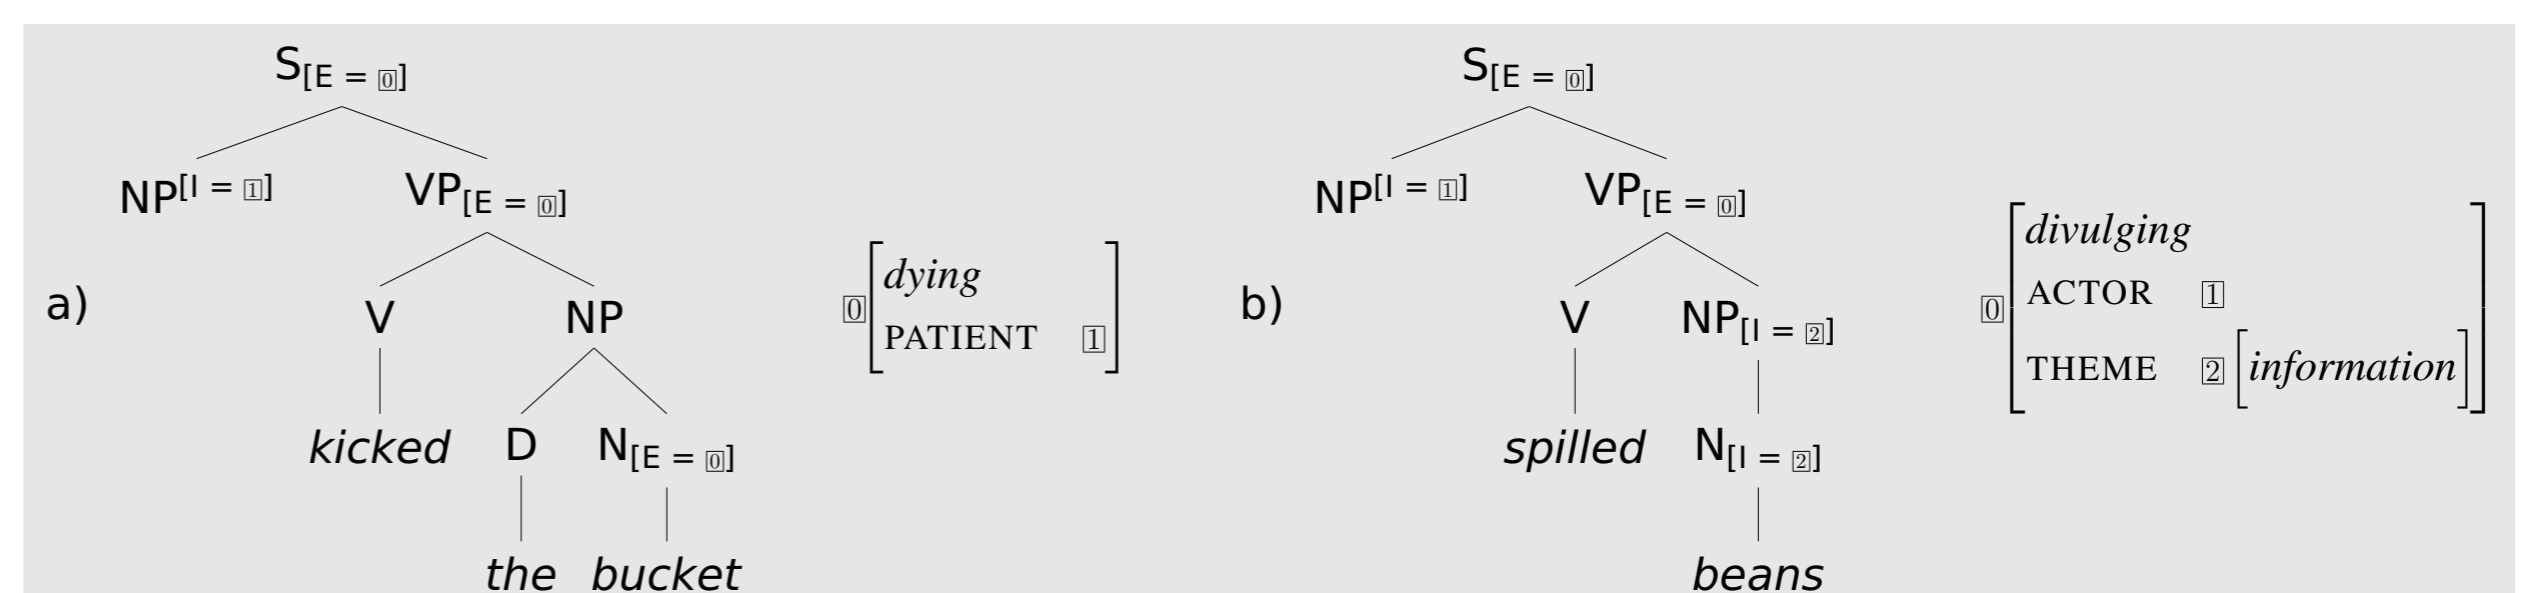 a)
S[E = 0]
NP[I = 1] VP[E = 0]
V NP
kicked D N[E = 0]
the bucket
0 [dying
PATIENT 1]
b)
S[E = 0]
NP[I = 1] VP[E = 0]
V NP[I = 2]
spilled N[I = 2]
beans
0 [divulging
ACTOR 1
THEME 2 [information]]